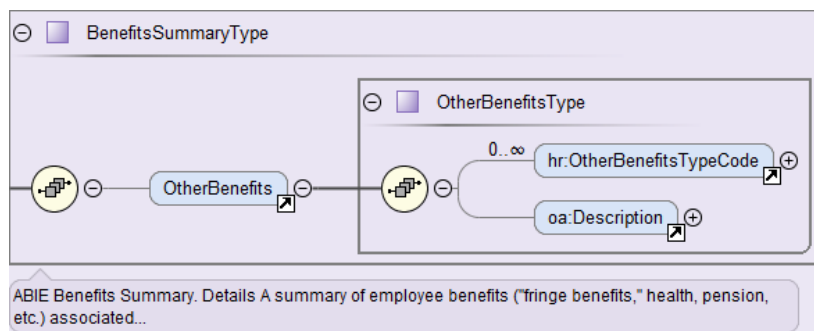 BenefitsSummaryType
OtherBenefitsType
0..∞
hr:OtherBenefitsTypeCode
OtherBenefits
oa:Description
ABIE Benefits Summary. Details A summary of employee benefits ("fringe benefits," health, pension,
etc.) associated...